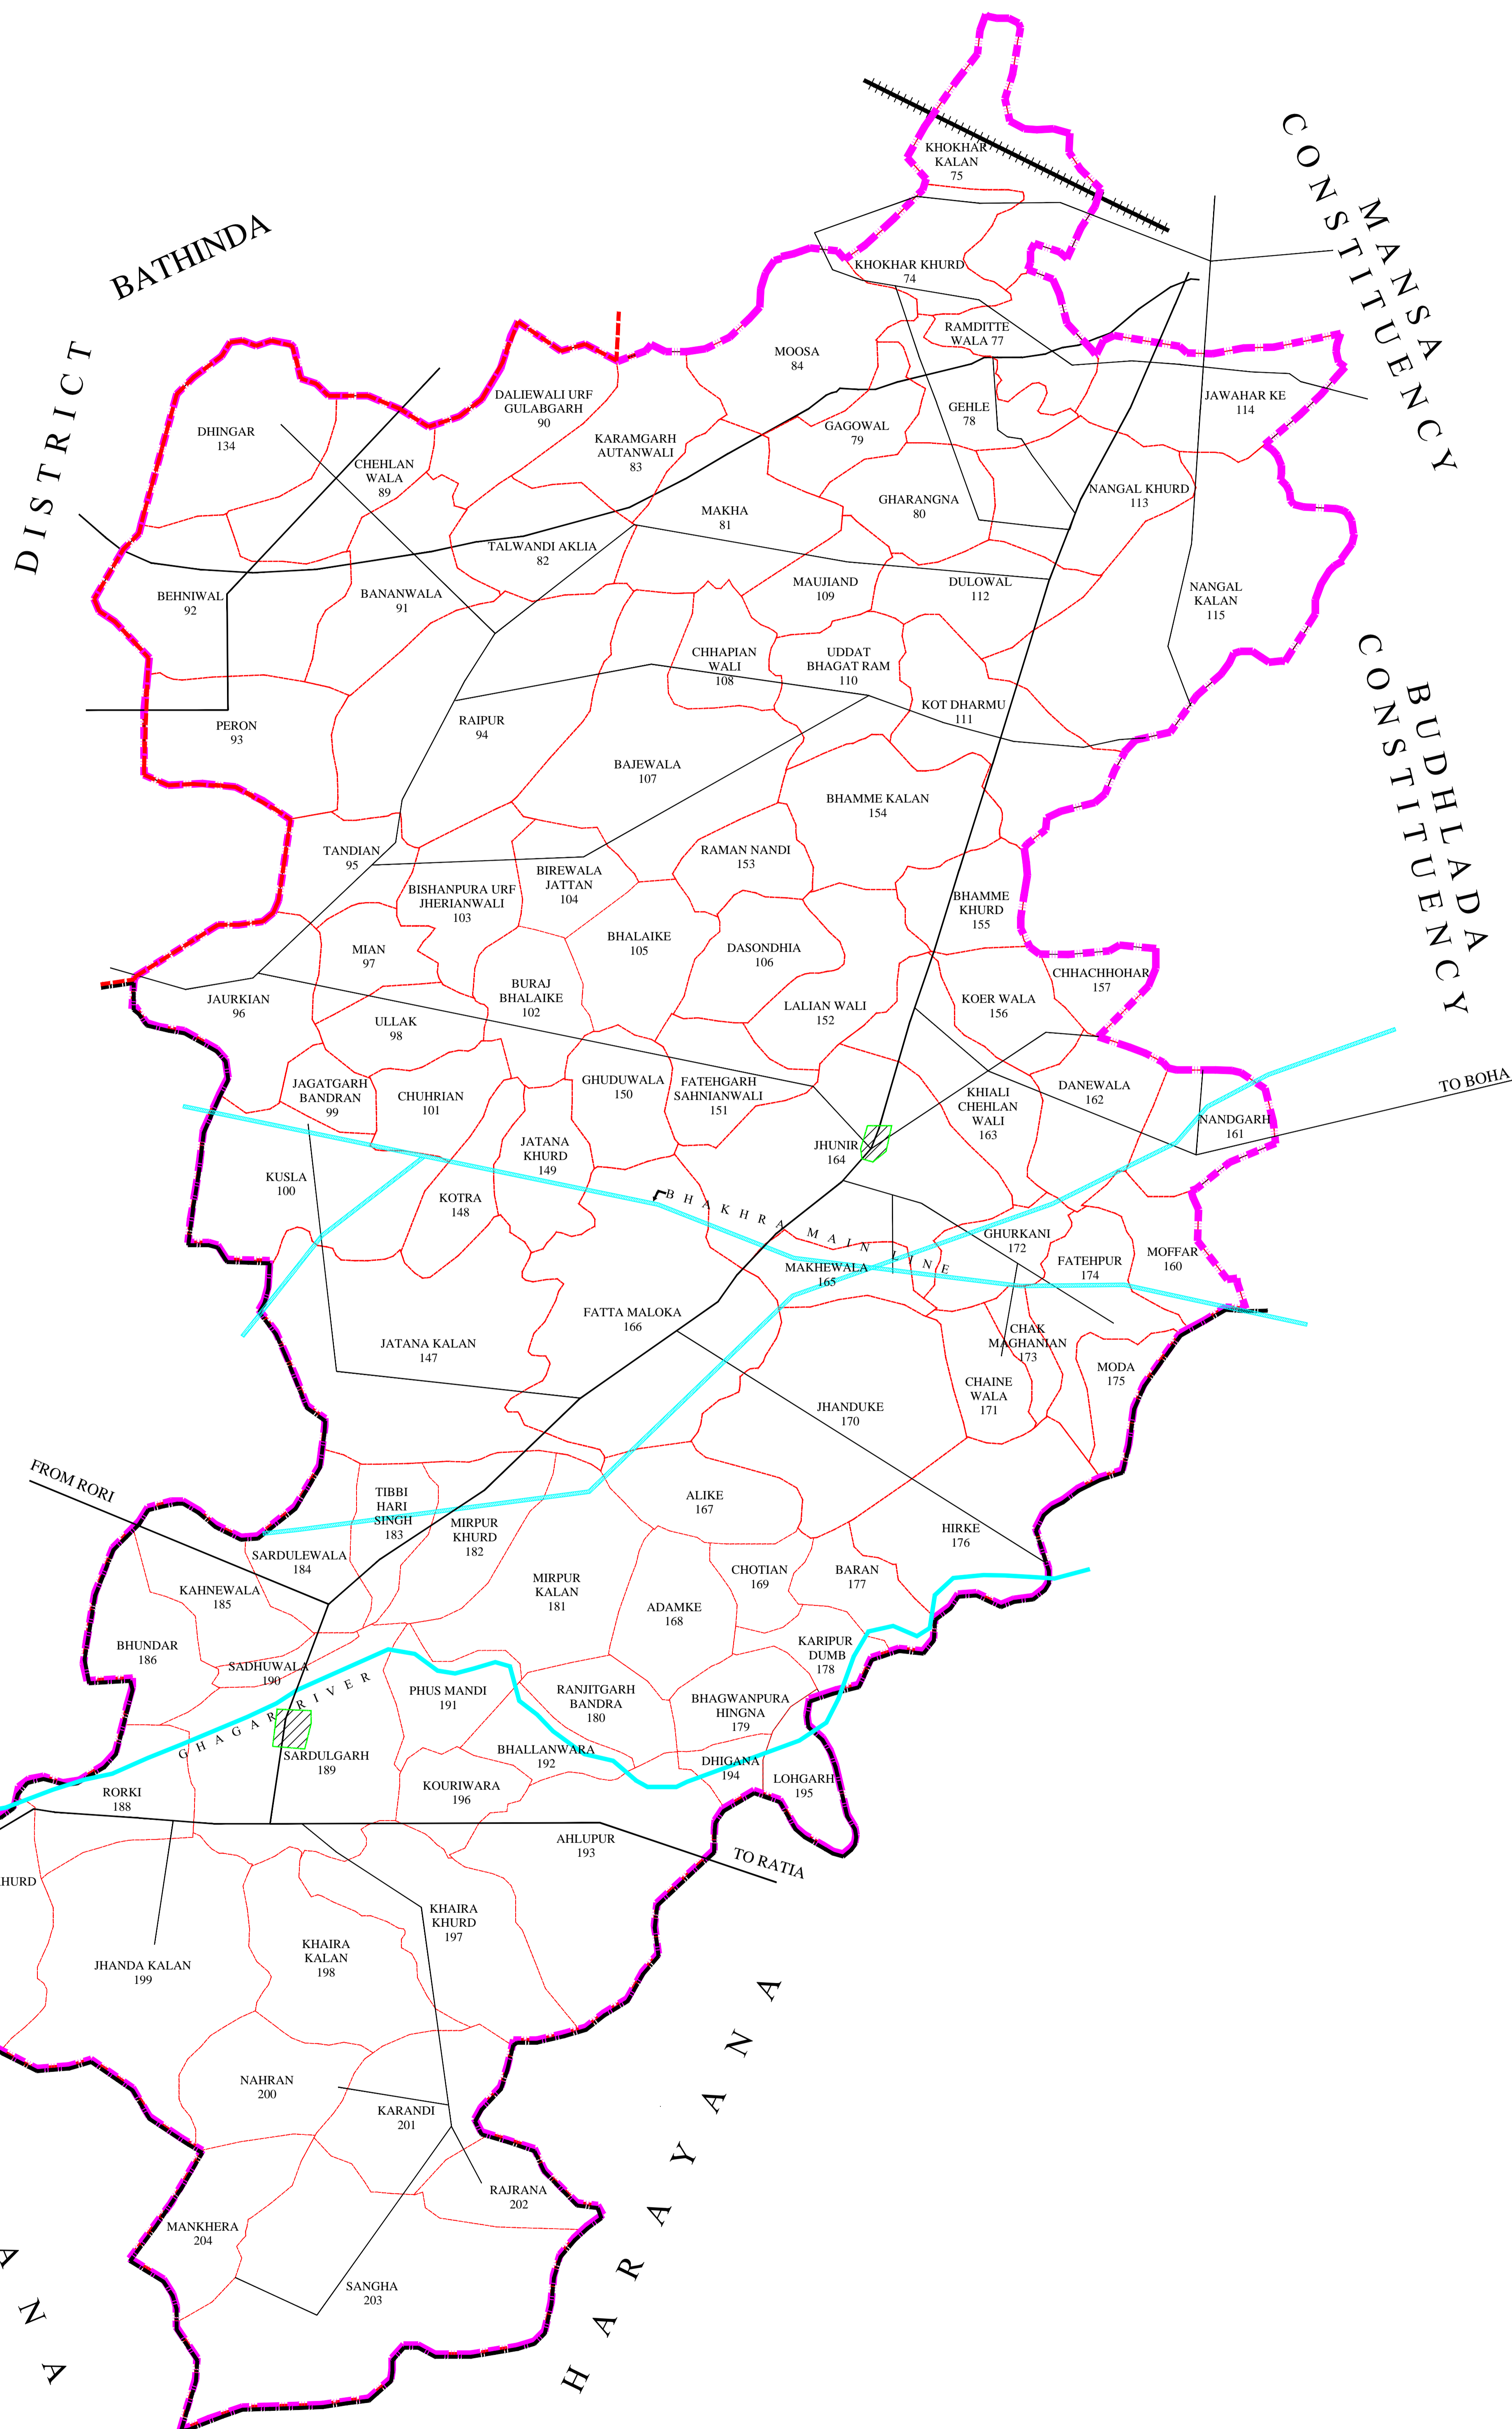 KHOKHAR
KALAN
75
MANSA
CONSTITUENCY
BATHINDA
DISTRICT
KHOKHAR KHURD
74
RAMDITTE
WALA 77
MOOSA
84
DALIEWALI URF
GULABGARH
90
JAWAHAR KE
114
GEHLE
78
GAGOWAL
79
DHINGAR
134
KARAMGARH
AUTANWALI
83
CHEHLAN
WALA
89
NANGAL KHURD
113
GHARANGNA
80
MAKHA
81
TALWANDI AKLIA
82
MAUJIAND
109
DULOWAL
112
NANGAL
KALAN
115
BEHNIWAL
92
BANANWALA
91
CHHAPIAN
WALI
108
UDDAT
BHAGAT RAM
110
KOT DHARMU
111
BUDHLADA
CONSTITUENCY
PERON
93
RAIPUR
94
BAJEWALA
107
BHAMME KALAN
154
TANDIAN
95
RAMAN NANDI
153
BIREWALA
JATTAN
104
BISHANPURA URF
JHERIANWALI
103
BHAMME
KHURD
155
BHALAIKE
105
DASONDHIA
106
MIAN
97
CHHACHHOHAR
157
BURAJ
BHALAIKE
102
JAURKIAN
96
KOER WALA
156
LALIAN WALI
152
ULLAK
98
JAGATGARH
BANDRAN
99
CHUHRIAN
101
GHUDUWALA
150
FATEHGARH
SAHNIANWALI
151
KHIALI
CHEHLAN
WALI
163
DANEWALA
162
TO BOHA
NANDGARH
161
JATANA
KHURD
149
JHUNIR
164
KUSLA
100
KOTRA
148
BHAKHRA MAIN LINE
GHURKANI
172
FATEHPUR
174
MOFFAR
160
MAKHEWALA
165
FATTA MALOKA
166
JATANA KALAN
147
CHAK
MAGHANIAN
173
MODA
175
CHAINE
WALA
171
JHANDUKE
170
FROM RORI
TIBBI
HARI
SINGH
183
ALIKE
167
MIRPUR
KHURD
182
HIRKE
176
SARDULEWALA
184
KAHNEWALA
185
MIRPUR
KALAN
181
CHOTIAN
169
BARAN
177
ADAMKE
168
BHUNDAR
186
SADHUWALA
190
KARIPUR
DUMB
178
GHAGAR RIVER
PHUS MANDI
191
RANJITGARH
BANDRA
180
BHAGWANPURA
HINGNA
179
SARDULGARH
189
BHALLANWARA
192
DHIGANA
194
LOHGARH
195
RORKI
188
KOURIWARA
196
AHLUPUR
193
TO RATIA
HURD
KHAIRA
KHURD
197
KHAIRA
KALAN
198
JHANDA KALAN
199
HARAYANA
NAHRAN
200
KARANDI
201
RAJRANA
202
MANKHERA
204
SANGHA
203
A
N
A